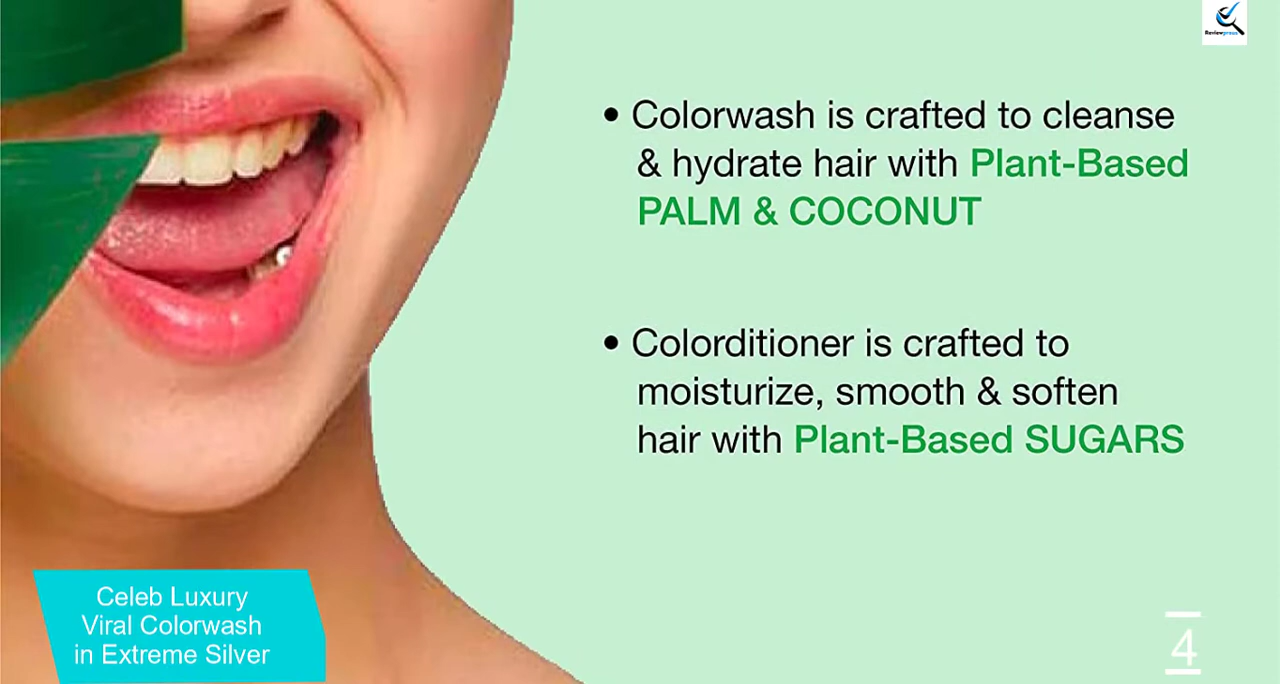 Reviewpress
• Colorwash is crafted to cleanse
& hydrate hair with Plant-Based
PALM & COCONUT
• Colorditioner is crafted to
moisturize, smooth & soften
hair with Plant-Based SUGARS
Celeb Luxury
Viral Colorwash
in Extreme Silver
4